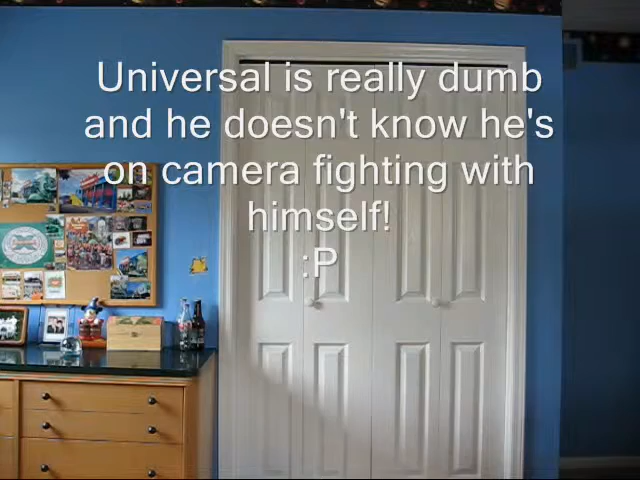 Universal is really dumb
and he doesn't know he's
on camera fighting with
himself!
:P